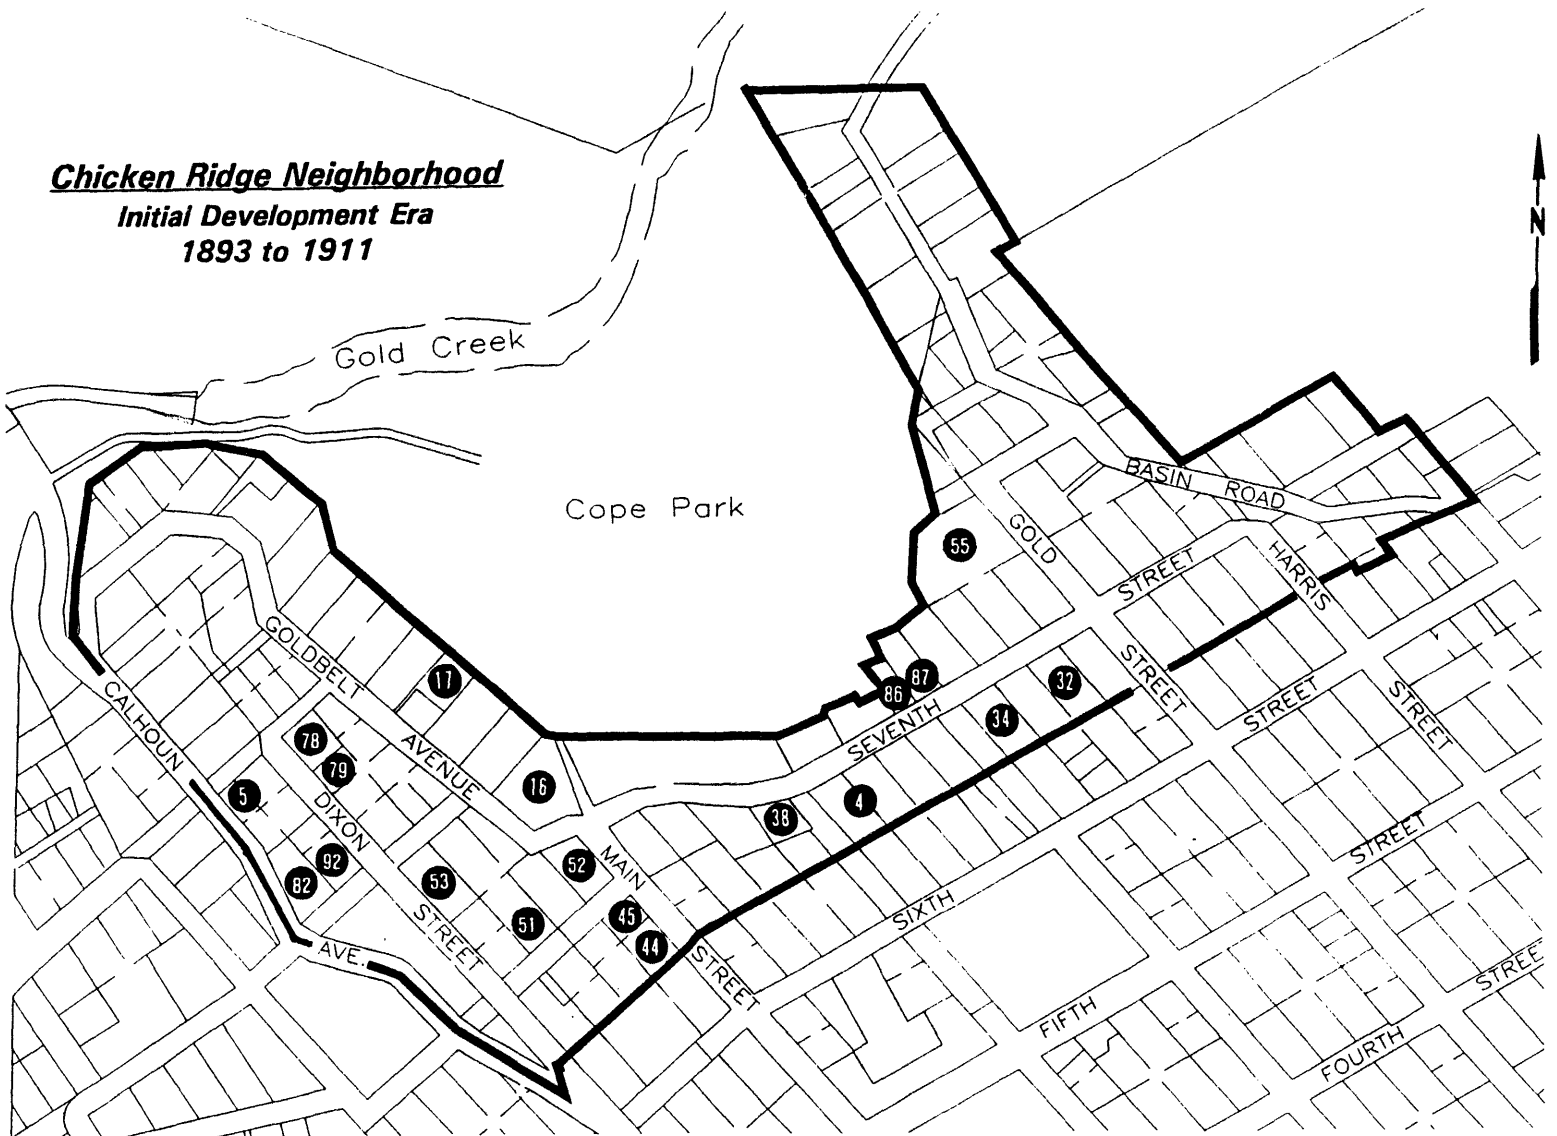 Chicken Ridge Neighborhood
Initial Development Era
1893 to 1911
N
Gold Creek
Cope Park
BASIN ROAD
GOLD
STREET
HARRIS
STREET
55
GOLDBELT
AVENUE
17
87
86
32
34
SEVENTH
STREET
STREET
CALHOUN
AVE.
78
79
5
16
4
38
DIXON
STREET
92
82
53
52
51
45
44
MAIN
STREET
SIXTH
STREET
FIFTH
STREE
FOURTH